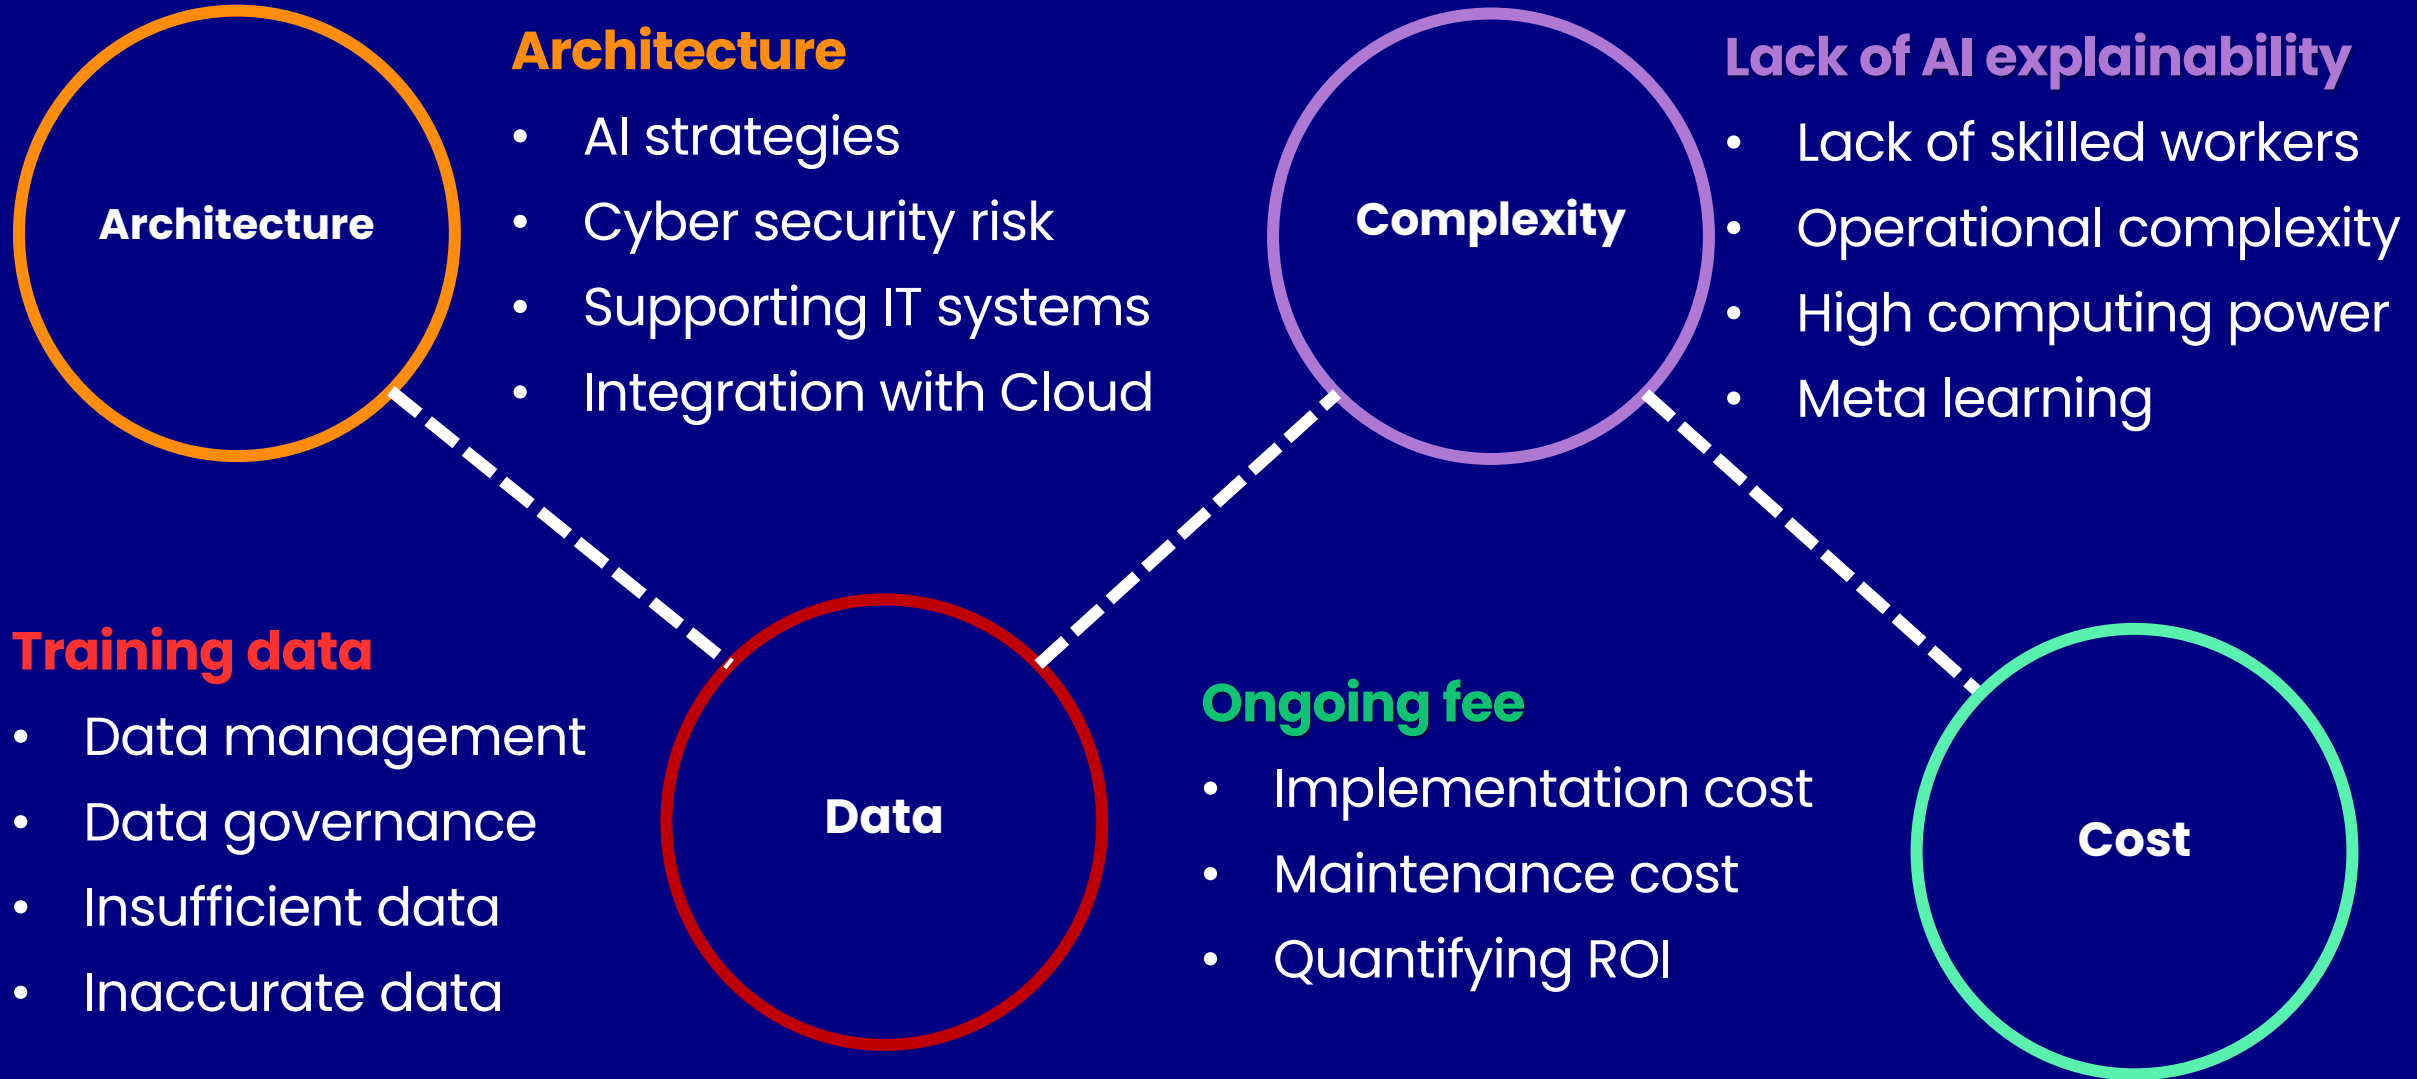 Architecture
Architecture
• AI strategies
• Cyber security risk
• Supporting IT systems
• Integration with Cloud
Complexity
Lack of AI explainability
• Lack of skilled workers
• Operational complexity
• High computing power
• Meta learning
Training data
• Data management
• Data governance
• Insufficient data
• Inaccurate data
Data
Ongoing fee
• Implementation cost
• Maintenance cost
• Quantifying ROI
Cost